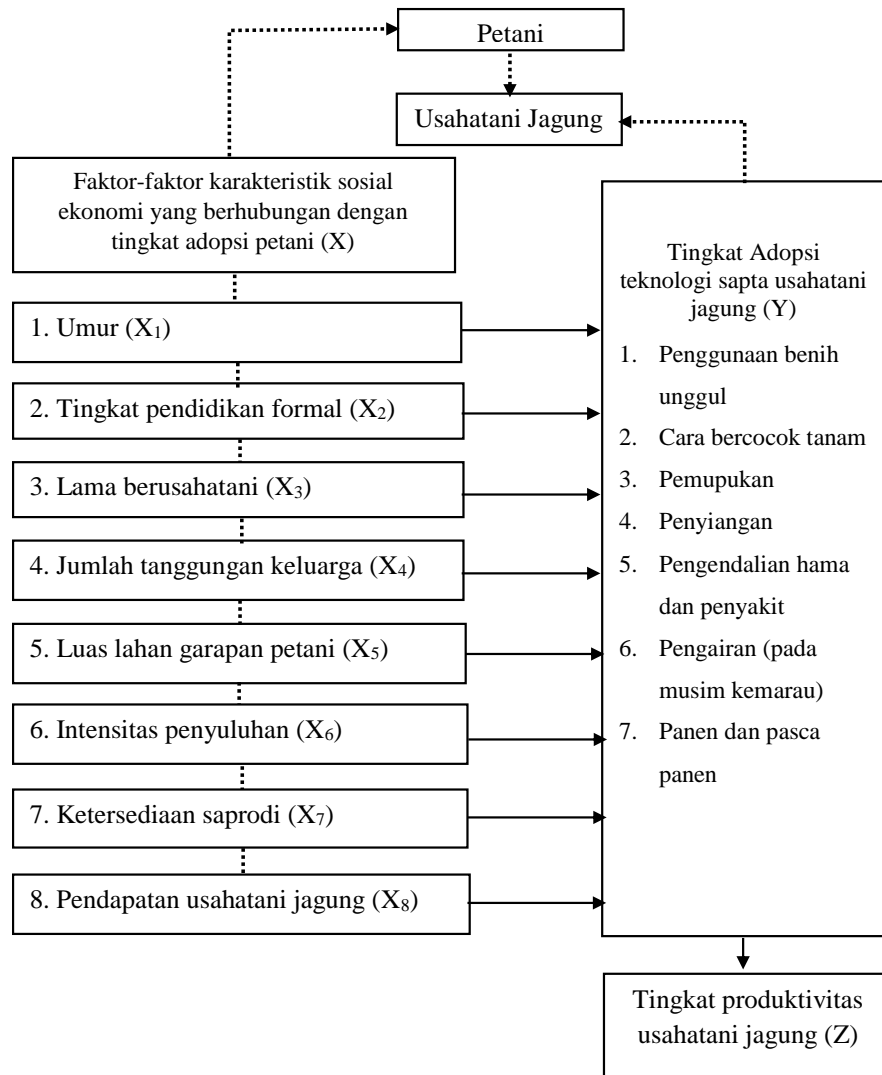 Petani
Usahatani Jagung
Faktor-faktor karakteristik sosial
ekonomi yang berhubungan dengan
tingkat adopsi petani (X)
1. Umur (X₁)
2. Tingkat pendidikan formal (X₂)
3. Lama berusahatani (X₃)
4. Jumlah tanggungan keluarga (X₄)
5. Luas lahan garapan petani (X₅)
6. Intensitas penyuluhan (X₆)
7. Ketersediaan saprodi (X₇)
8. Pendapatan usahatani jagung (X₈)
Tingkat Adopsi
teknologi sapta usahatani
jagung (Y)
1. Penggunaan benih
unggul
2. Cara bercocok tanam
3. Pemupukan
4. Penyiangan
5. Pengendalian hama
dan penyakit
6. Pengairan (pada
musim kemarau)
7. Panen dan pasca
panen
Tingkat produktivitas
usahatani jagung (Z)